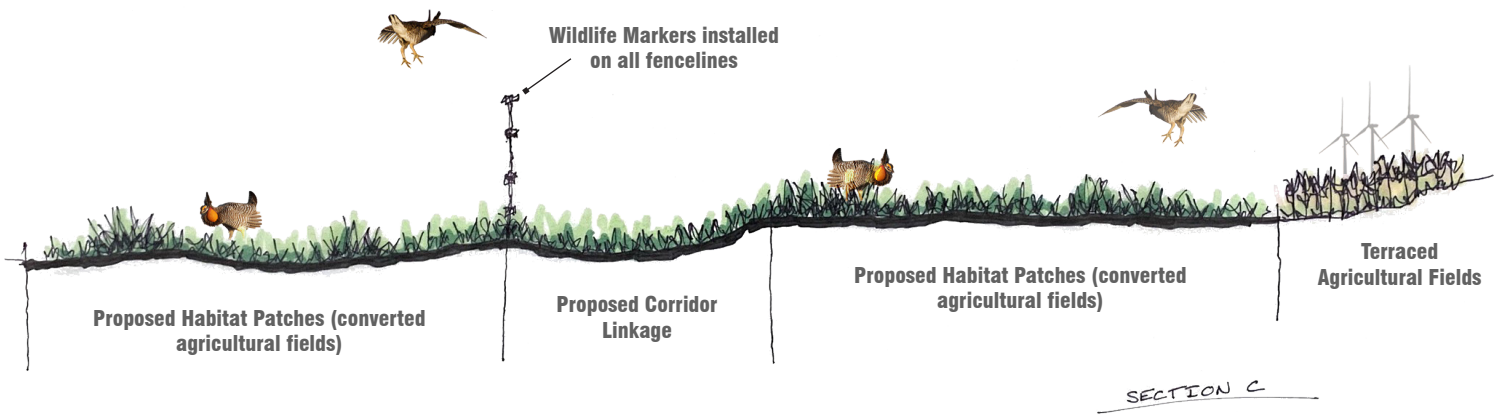 Wildlife Markers installed
on all fencelines
Proposed Habitat Patches (converted
agricultural fields)
Proposed Corridor
Linkage
Proposed Habitat Patches (converted
agricultural fields)
Terraced
Agricultural Fields
SECTION C